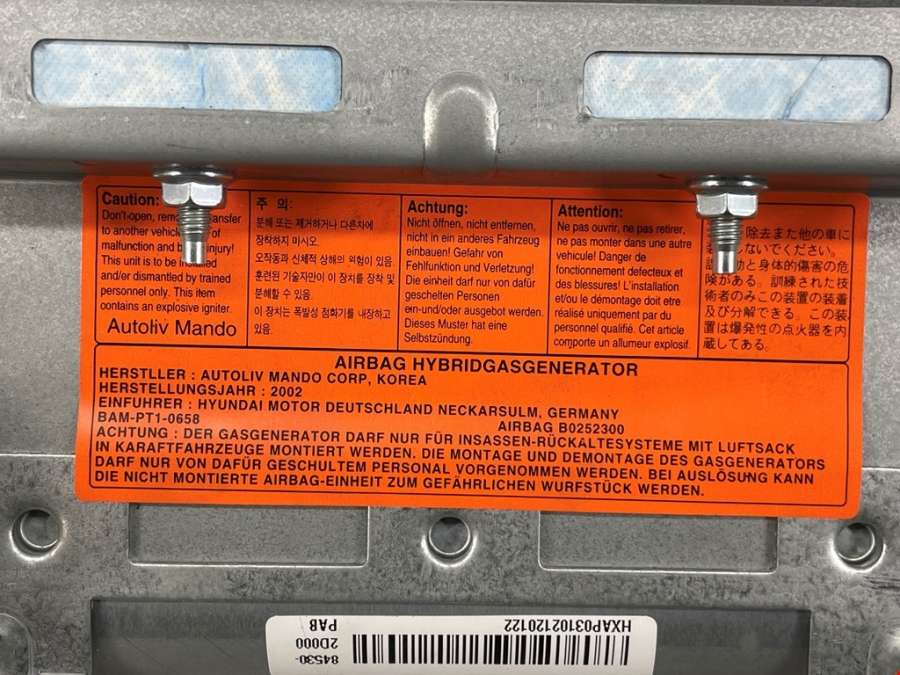 Caution:
Don't open, transfer
to another vehicle of
malfunction and injury!
This unit is to be
and/or dismantled by trained
personnel only. This item
contains an explosive igniter.
Autoliv Mando
주 의:
분해 또는 제거하거나 다른차에
장착하지 마시오.
오작동과 신체적 상해의 위험이 있음.
훈련된 기술자만이 이 장치를 장착 및
분해할 수 있음.
이 장치는 폭발성 점화기를 내장하고
있음.
Achtung:
Nicht öffnen, nicht entfernen,
nicht in ein anderes Fahrzeug
einbauen! Gefahr von
Fehlfunktion und Verletzung!
Die einheit darf nur von dafür
geschelten Personen
ein-und/oder ausgebot werden.
Dieses Muster hat eine
Selbstzündung.
Attention:
Ne pas ouvrir, ne pas retirer,
ne pas monter dans une autre
vehicule! Danger de
fonctionnement defecteux et
des blessures! L'installation
et/ou le démontage doit etre
réalisé uniquement par du
personnel qualifié. Cet article
comporte un allumeur explosif.
除去また他の車に
しないでください。
と身体的傷害の危
険がある。訓練された技
術者のみこの装置の装着
及び分解できる。この装
置は爆発性の点火器を内
蔵してある。
AIRBAG HYBRIDGASGENERATOR
HERSTLLER : AUTOLIV MANDO CORP, KOREA
HERSTELLUNGSJAHR : 2002
EINFUHRER : HYUNDAI MOTOR DEUTSCHLAND NECKARSULM, GERMANY
BAM-PT1-0658 AIRBAG B0252300
ACHTUNG : DER GASGENERATOR DARF NUR FÜR INSASSEN-RÜCKALTESYSTEME MIT LUFTSACK
IN KARAFTFAHRZEUGE MONTIERT WERDEN. DIE MONTAGE UND DEMONTAGE DES GASGENERATORS
DARF NUR VON DAFÜR GESCHULTEM PERSONAL VORGENOMMEN WERDEN. BEI AUSLÖSUNG KANN
DIE NICHT MONTIERTE AIRBAG-EINHEIT ZUM GEFÄHRLICHEN WURFSTÜCK WERDEN.
84530-
2D000
PAB
HXAP03102120122